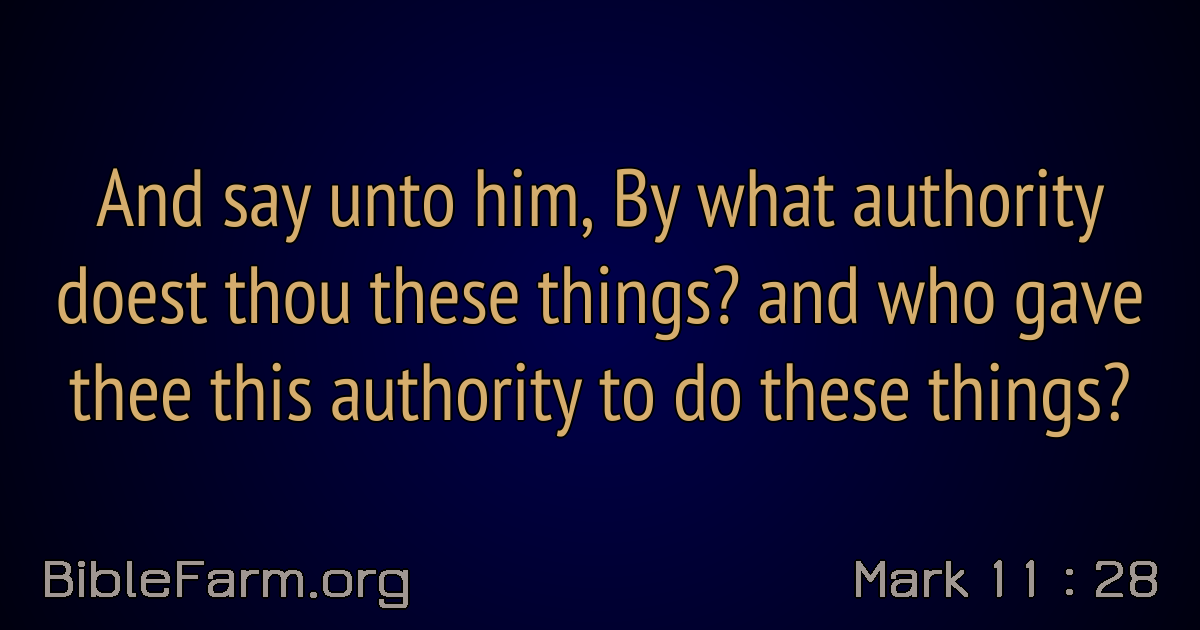 And say unto him, By what authority
doest thou these things? and who gave
thee this authority to do these things?
BibleFarm.org
Mark 11 : 28